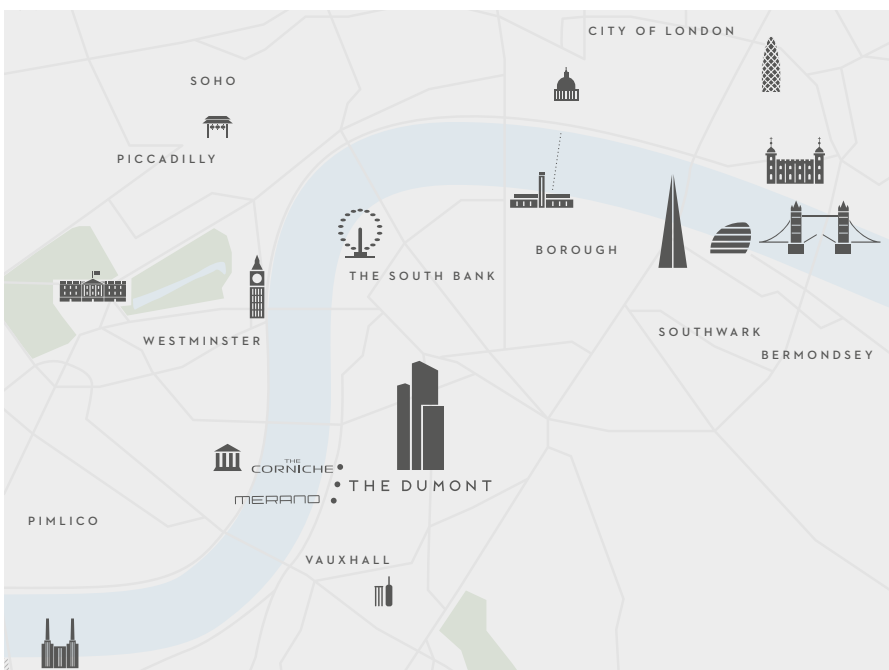 CITY OF LONDON
SOHO
PICCADILLY
BOROUGH
THE SOUTH BANK
SOUTHWARK
WESTMINSTER
BERMONDSEY
THE
CORNICHE
THE DUMONT
MERANO
PIMLICO
VAUXHALL